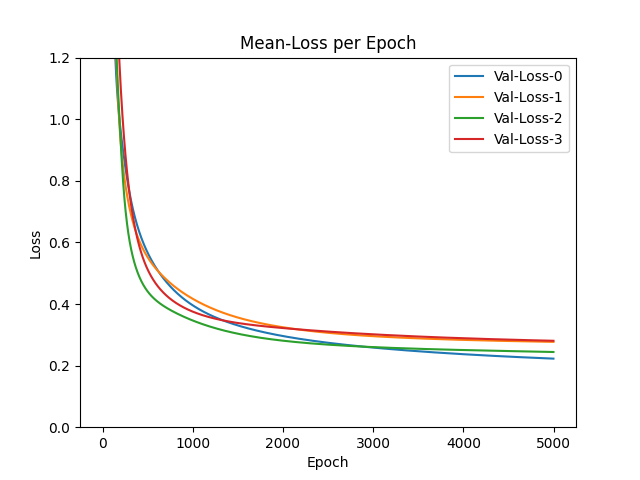 Mean-Loss per Epoch
1.2
1.0
0.8
0.6
0.4
0.2
0.0
Loss
Val-Loss-0
Val-Loss-1
Val-Loss-2
Val-Loss-3
0 1000 2000 3000 4000 5000
Epoch